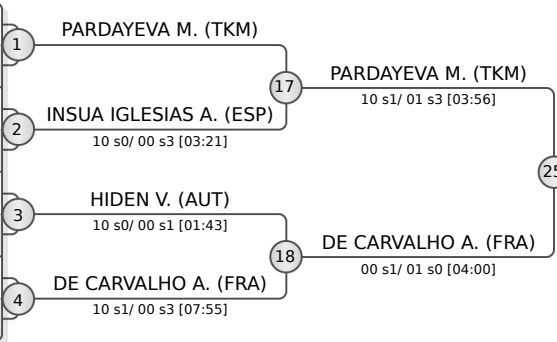 PARDAYEVA M. (TKM)
1
17
PARDAYEVA M. (TKM)
10 s1/ 01 s3 [03:56]
INSUA IGLESIAS A. (ESP)
2
10 s0/ 00 s3 [03:21]
25
HIDEN V. (AUT)
3
10 s0/ 00 s1 [01:43]
18
DE CARVALHO A. (FRA)
00 s1/ 01 s0 [04:00]
DE CARVALHO A. (FRA)
4
10 s1/ 00 s3 [07:55]